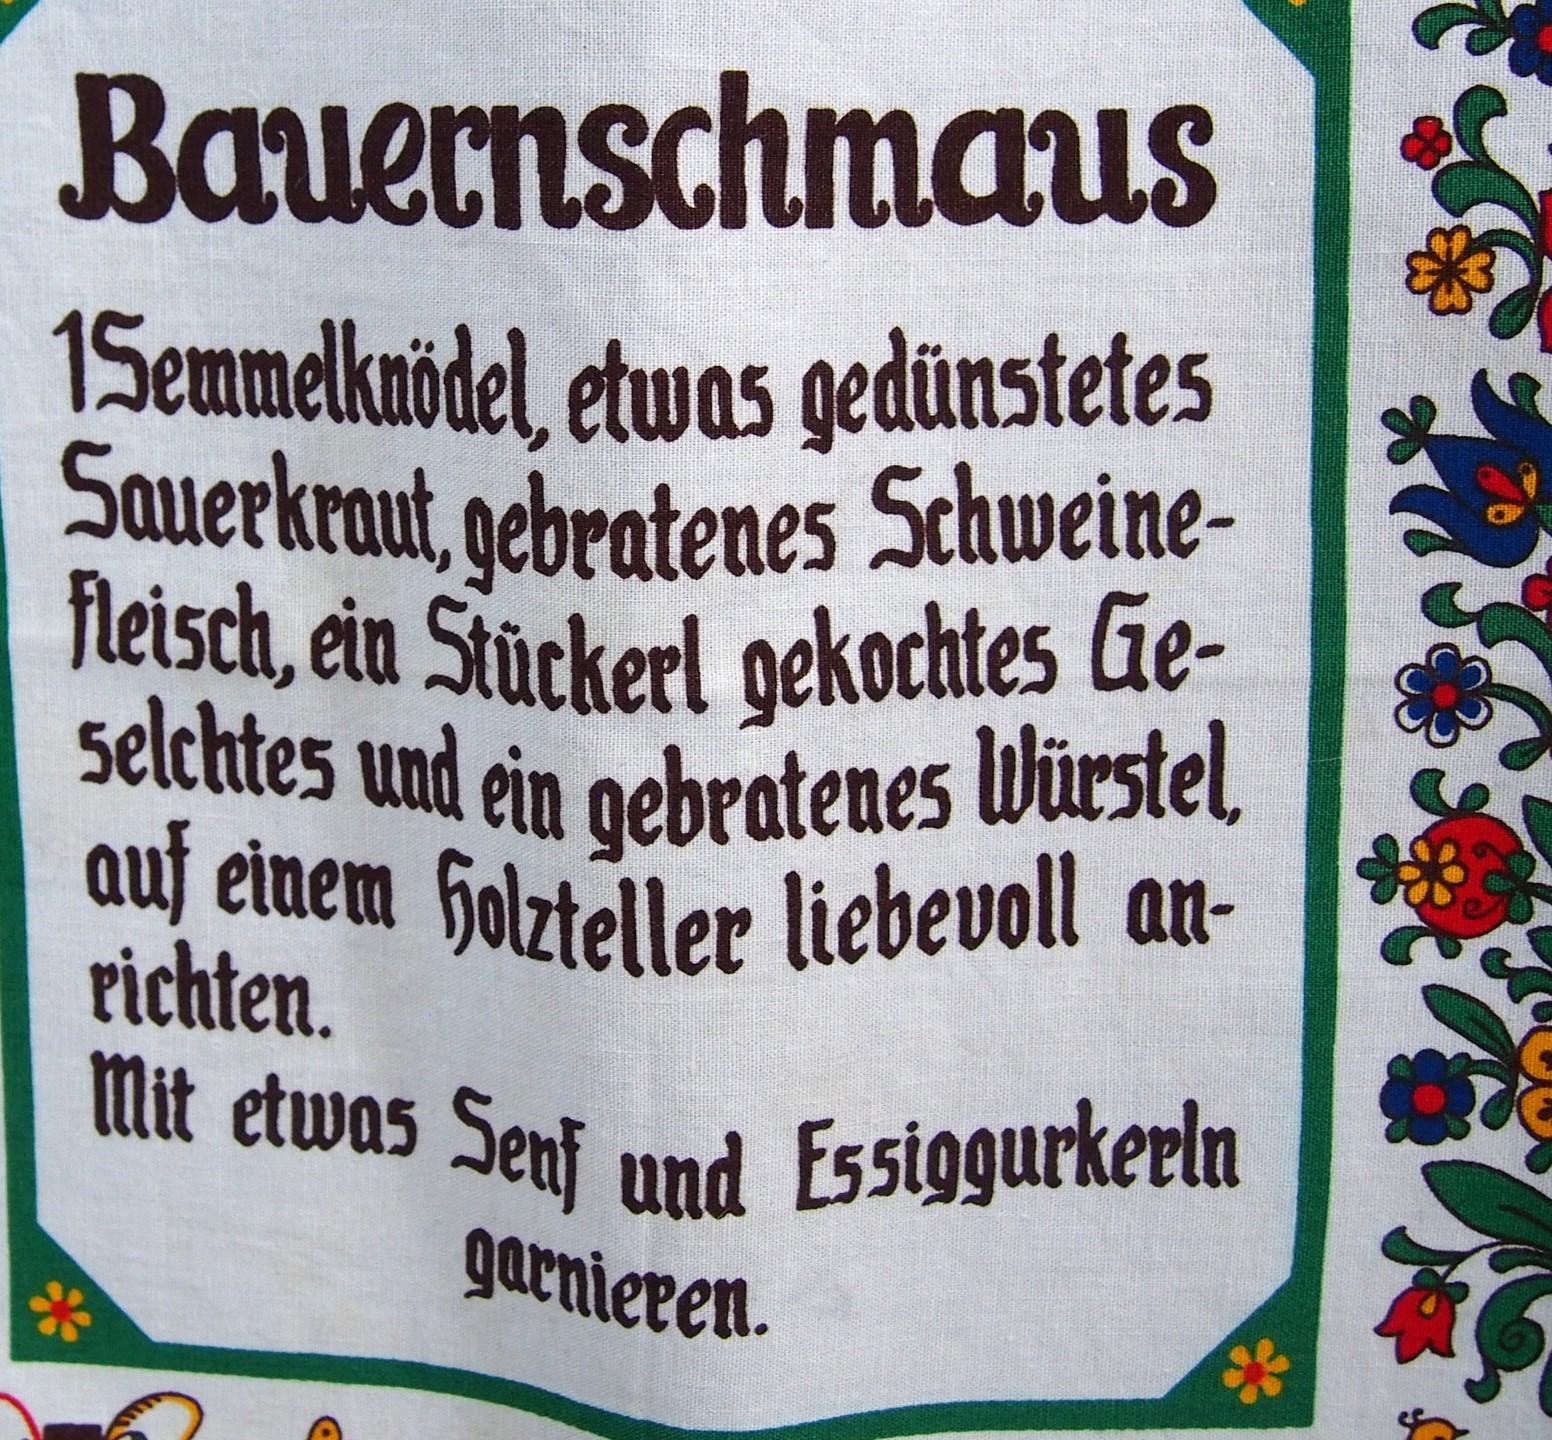 Bauernschmaus
1 Semmelknödel, etwas gedünstetes
Sauerkraut, gebratenes Schweine-
fleisch, ein Stückerl gekochtes Ge-
selchtes und ein gebratenes Würstel,
auf einem Holzteller liebevoll an-
richten.
Mit etwas Senf und Essiggurkerln
garnieren.